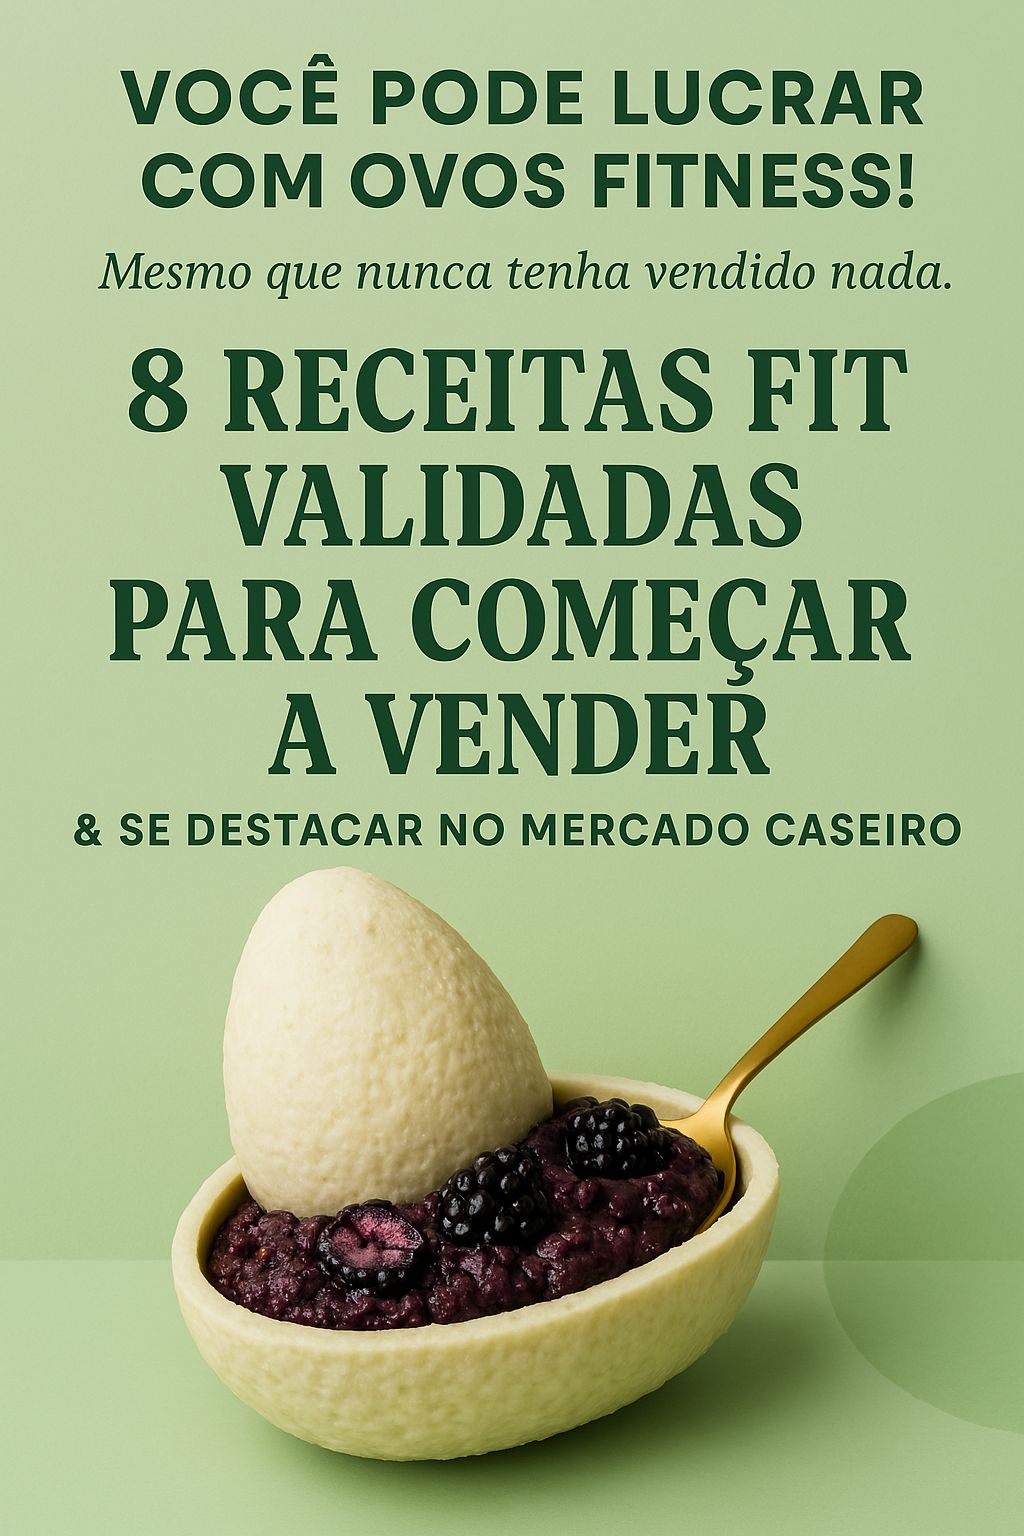 VOCÊ PODE LUCRAR
COM OVOS FITNESS!
Mesmo que nunca tenha vendido nada.
8 RECEITAS FIT
VALIDADAS
PARA COMEÇAR
A VENDER
& SE DESTACAR NO MERCADO CASEIRO